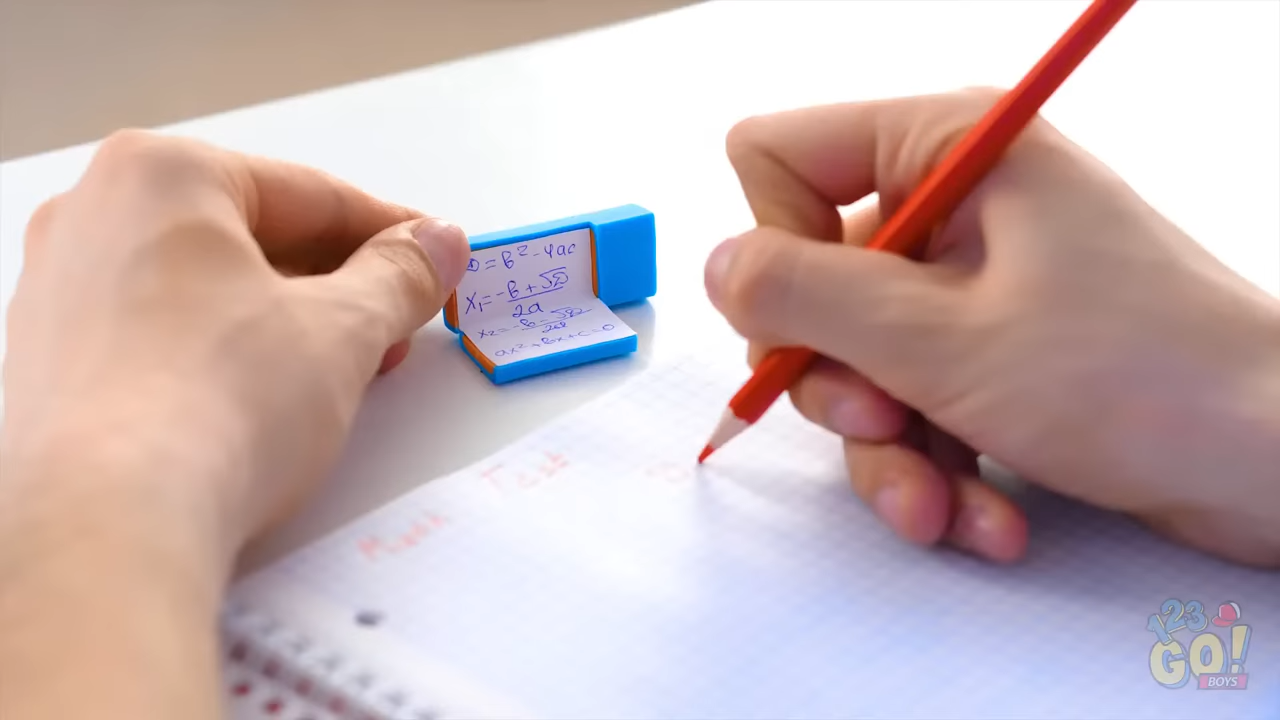 D = b² - 4ac
X₁ = -b + √D / 2a
x₂ = -b - √D / 2a
ax² + bx + c = 0
Test
Math
123
GO!
BOYS